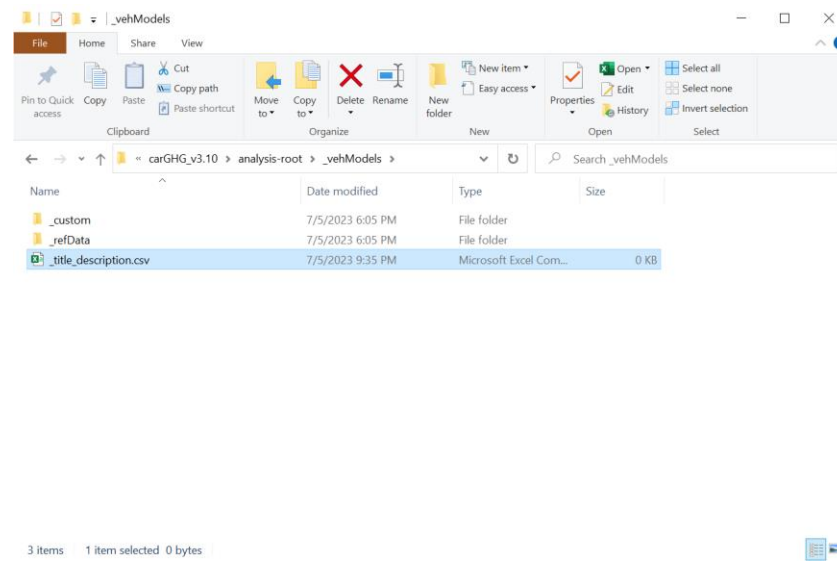 _vehModels
File Home Share View
Pin to Quick access
Copy
Paste
Cut
Copy path
Paste shortcut
Move to
Copy to
Delete
Rename
New folder
New item
Easy access
Properties
Open
Edit
History
Select all
Select none
Invert selection
Clipboard Organize New Open Select
« carGHG_v3.10 > analysis-root > _vehModels > Search _vehModels
Name Date modified Type Size
_custom 7/5/2023 6:05 PM File folder
_refData 7/5/2023 6:05 PM File folder
_title_description.csv 7/5/2023 9:35 PM Microsoft Excel Com... 0 KB
3 items 1 item selected 0 bytes